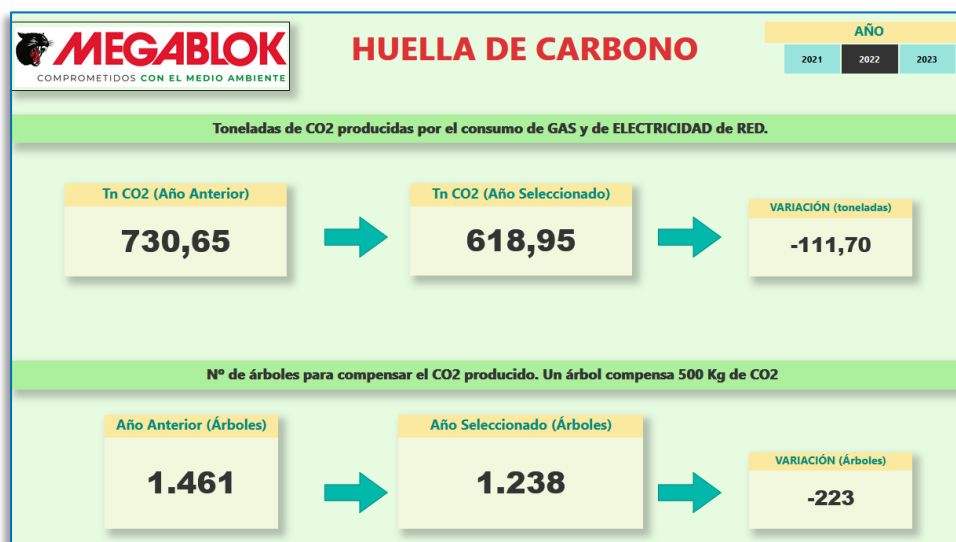 MEGABLOK
COMPROMETIDOS CON EL MEDIO AMBIENTE
HUELLA DE CARBONO
AÑO
2021 2022 2023
Toneladas de CO2 producidas por el consumo de GAS y de ELECTRICIDAD de RED.
Tn CO2 (Año Anterior)
730,65
Tn CO2 (Año Seleccionado)
618,95
VARIACIÓN (toneladas)
-111,70
Nº de árboles para compensar el CO2 producido. Un árbol compensa 500 Kg de CO2
Año Anterior (Árboles)
1.461
Año Seleccionado (Árboles)
1.238
VARIACIÓN (Árboles)
-223